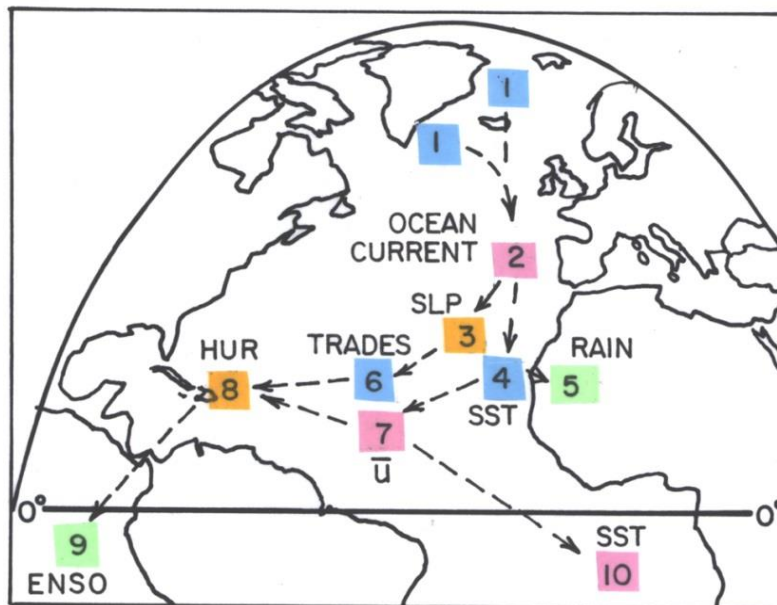 1
1
OCEAN
CURRENT
2
SLP
3
HUR
TRADES
RAIN
8
6
4
5
SST
7
ū
0°
0°
9
ENSO
SST
10